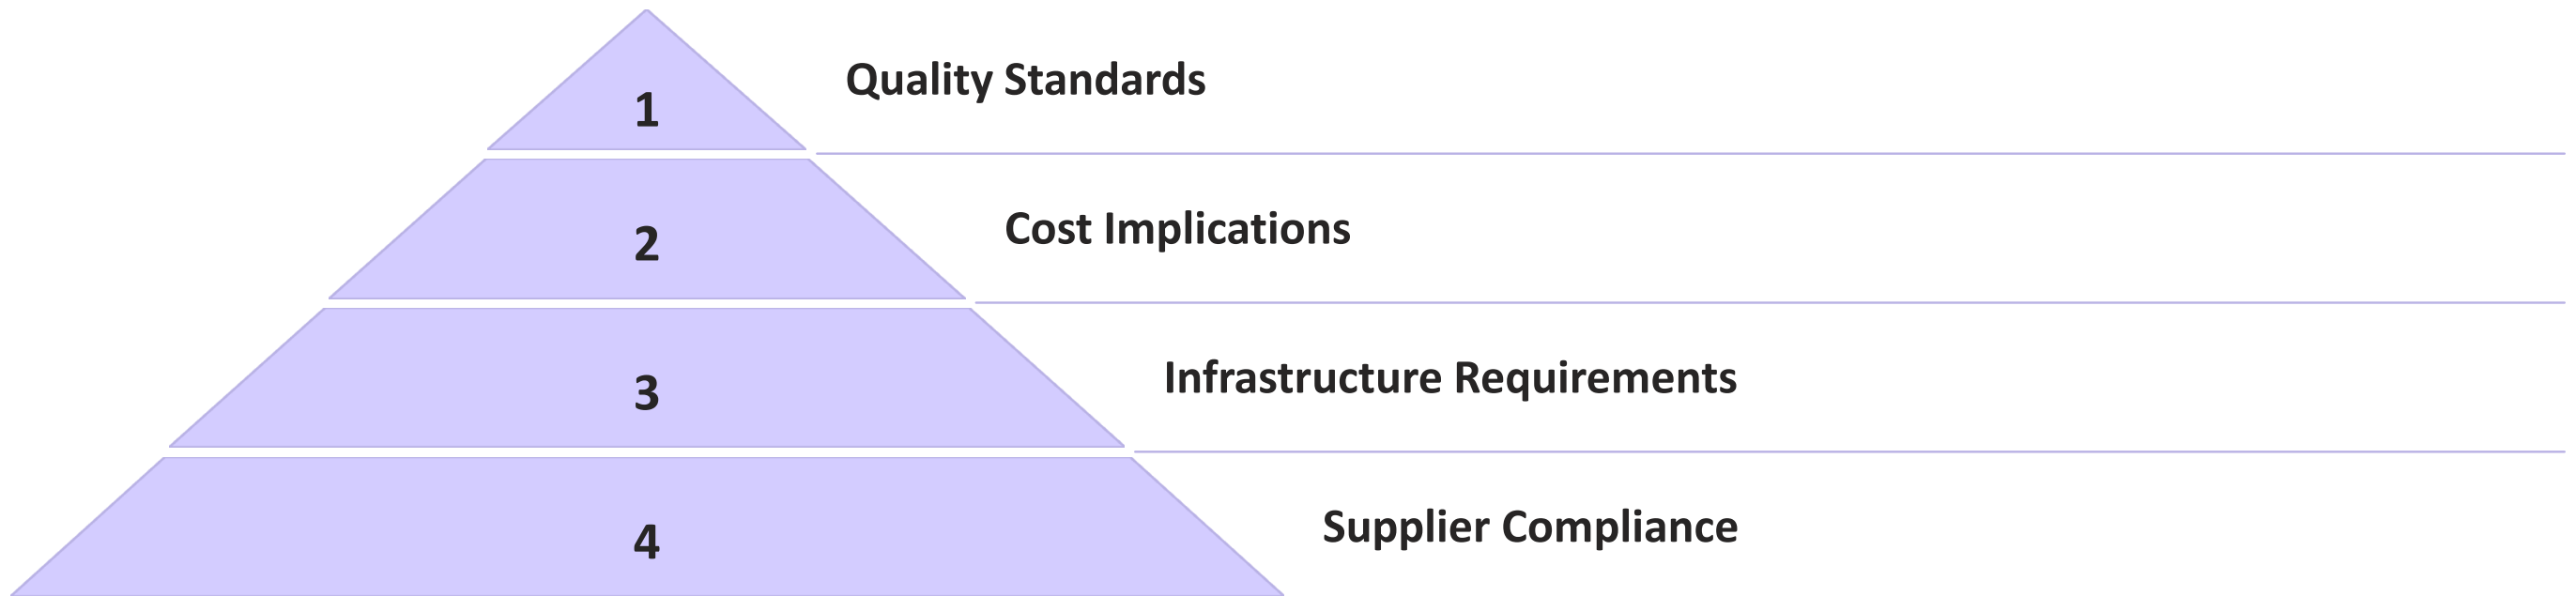 1
Quality Standards
2
Cost Implications
3
Infrastructure Requirements
4
Supplier Compliance